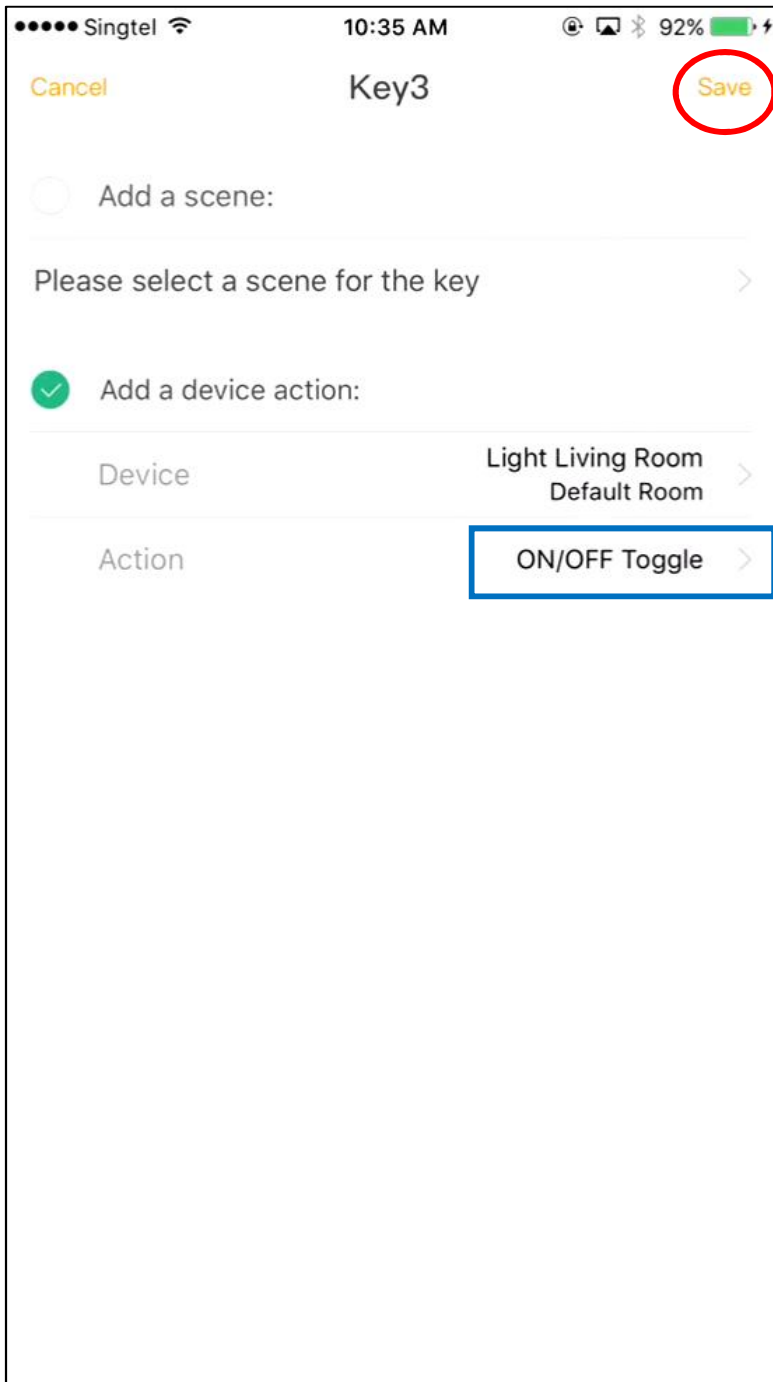 Singtel 10:35 AM 92%
Cancel Key3 Save
Add a scene:
Please select a scene for the key
Add a device action:
Device Light Living Room
Default Room
Action ON/OFF Toggle